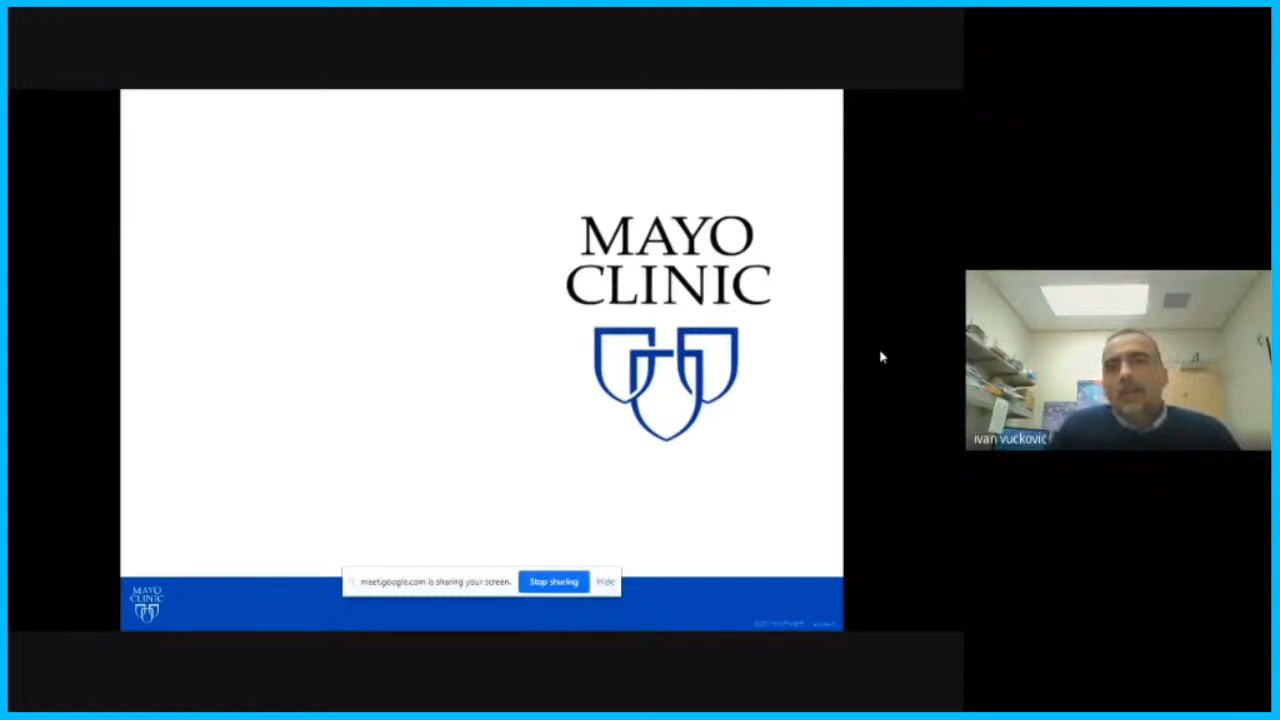 MAYO
CLINIC
meet.google.com is sharing your screen.
Stop sharing
Hide
MAYO
CLINIC
ivan vuckovic